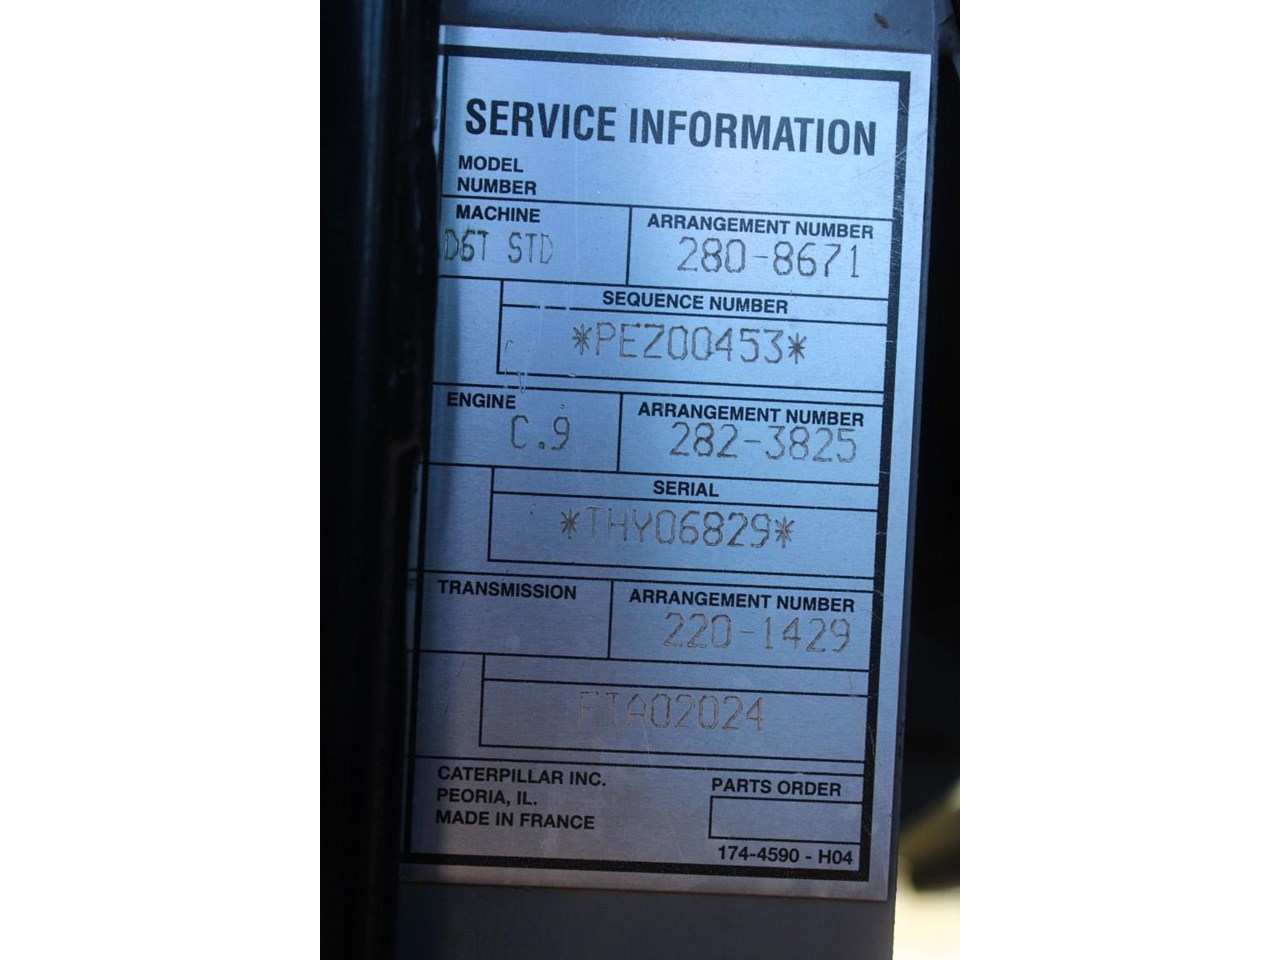 SERVICE INFORMATION
MODEL
NUMBER
MACHINE
ARRANGEMENT NUMBER
D6T STD
280-8671
SEQUENCE NUMBER
*PEZ00453*
ENGINE
ARRANGEMENT NUMBER
C.9
282-3825
SERIAL
*THY06829*
TRANSMISSION
ARRANGEMENT NUMBER
220-1429
FTA02024
CATERPILLAR INC.
PEORIA, IL.
MADE IN FRANCE
PARTS ORDER
174-4590 - H04